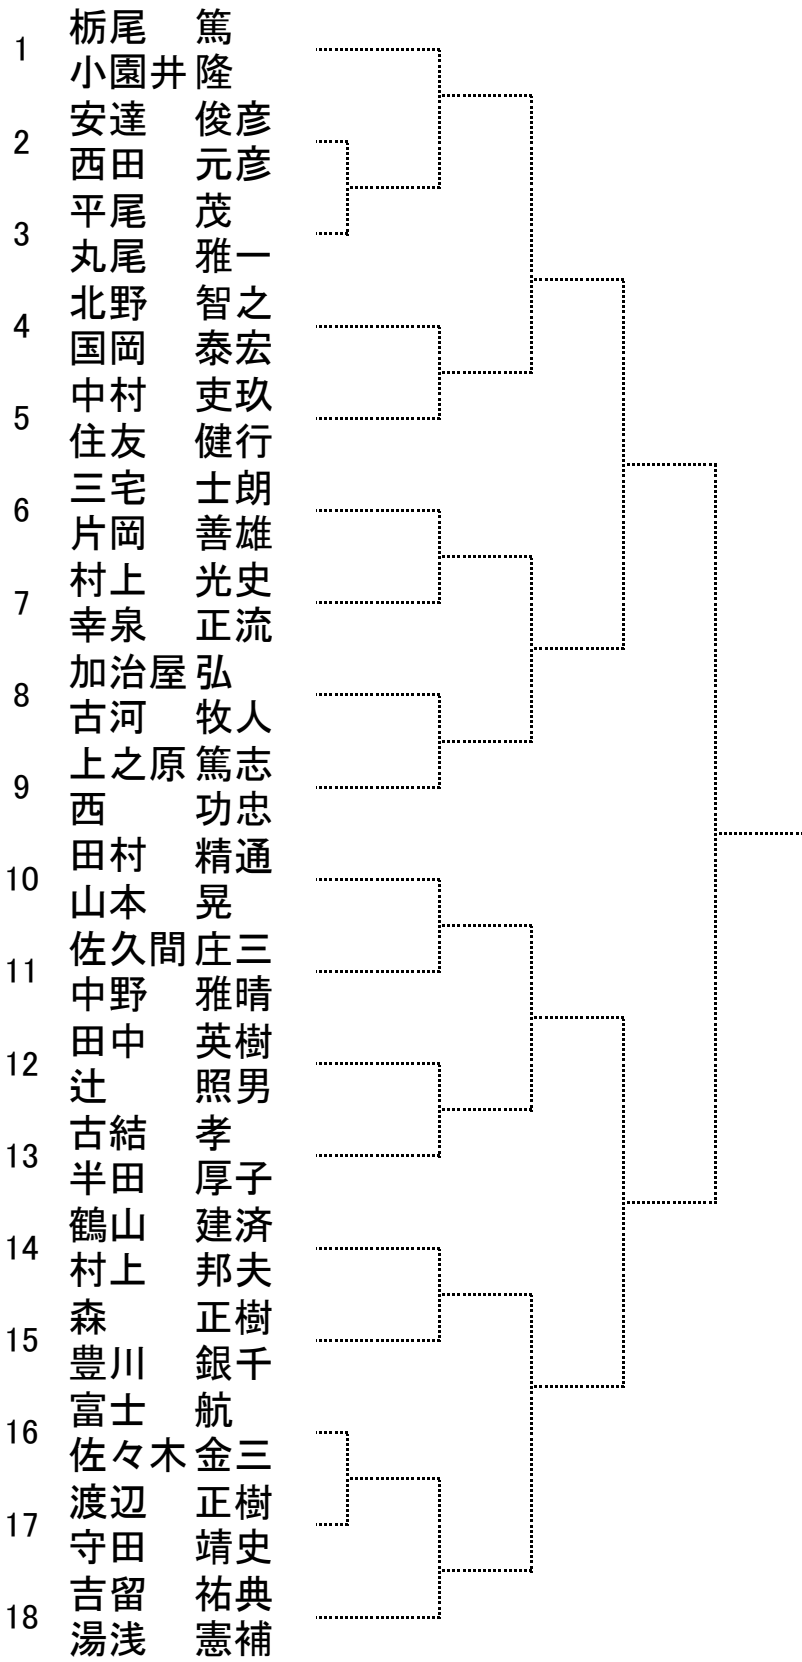 栃尾 篤
1
小園井 隆
安達 俊彦
2
西田 元彦
平尾 茂
3
丸尾 雅一
北野 智之
4
国岡 泰宏
中村 吏玖
5
住友 健行
三宅 士朗
6
片岡 善雄
村上 光史
7
幸泉 正流
加治屋 弘
8
古河 牧人
上之原 篤志
9
西 功忠
田村 精通
10
山本 晃
佐久間 庄三
11
中野 雅晴
田中 英樹
12
辻 照男
古結 孝
13
半田 厚子
鶴山 建済
14
村上 邦夫
森 正樹
15
豊川 銀千
富士 航
16
佐々木 金三
渡辺 正樹
17
守田 靖史
吉留 祐典
18
湯浅 憲補